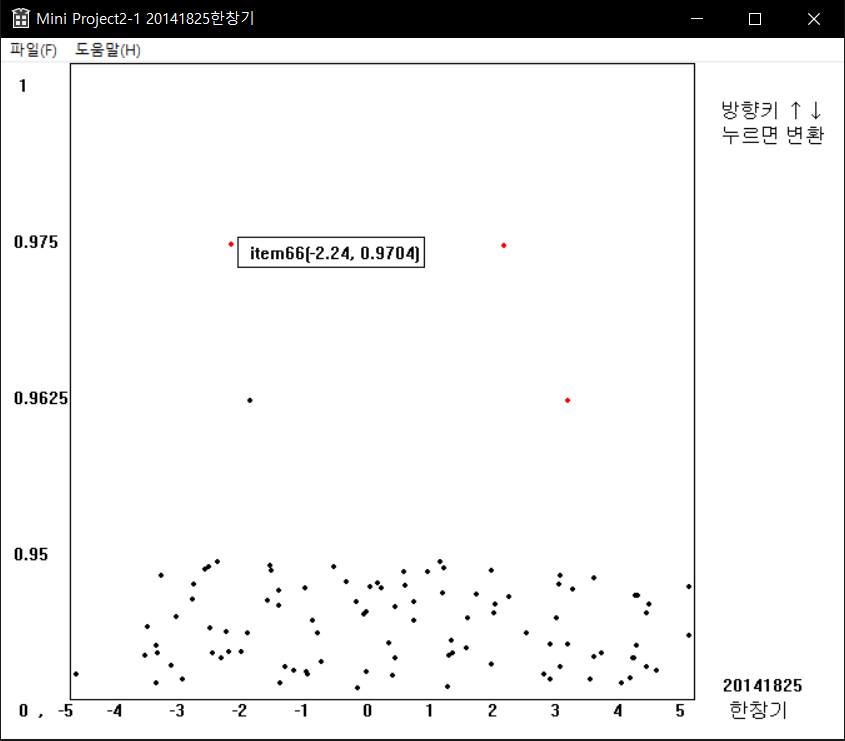 Mini Project2-1 20141825한창기
파일(F) 도움말(H)
1
방향키 ↑↓
누르면 변환
0.975
item66(-2.24, 0.9704)
0.9625
0.95
20141825
한창기
0 , -5 -4 -3 -2 -1 0 1 2 3 4 5